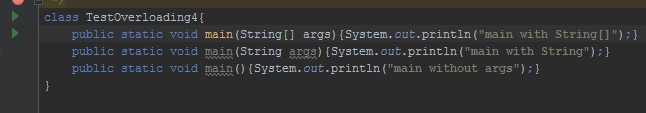 */
class TestOverloading4{
    public static void main(String[] args){System.out.println("main with String[]");}
    public static void main(String args){System.out.println("main with String");}
    public static void main(){System.out.println("main without args");}
}